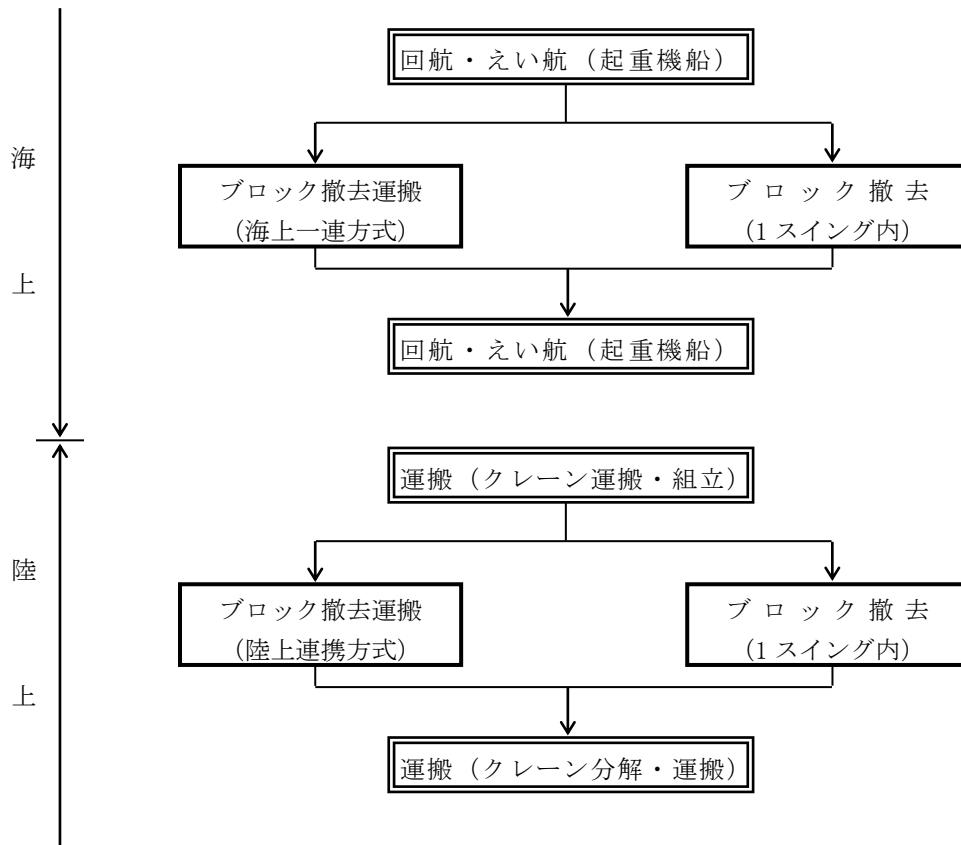 回航・えい航（起重機船）
海
上
ブロック撤去運搬
（海上一連方式）
ブロック撤去
（1スイング内）
回航・えい航（起重機船）
運搬（クレーン運搬・組立）
陸
上
ブロック撤去運搬
（陸上連携方式）
ブロック撤去
（1スイング内）
運搬（クレーン分解・運搬）